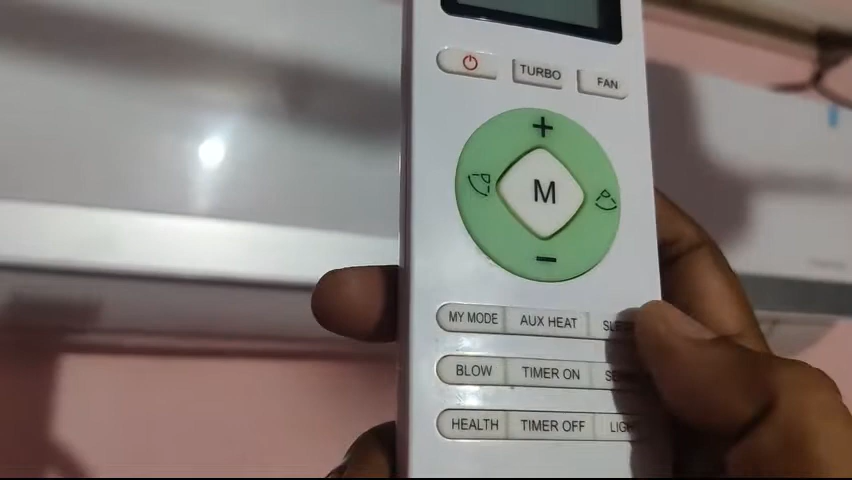 TURBO
FAN
+
M
−
MY MODE
AUX HEAT
BLOW
TIMER ON
HEALTH
TIMER OFF